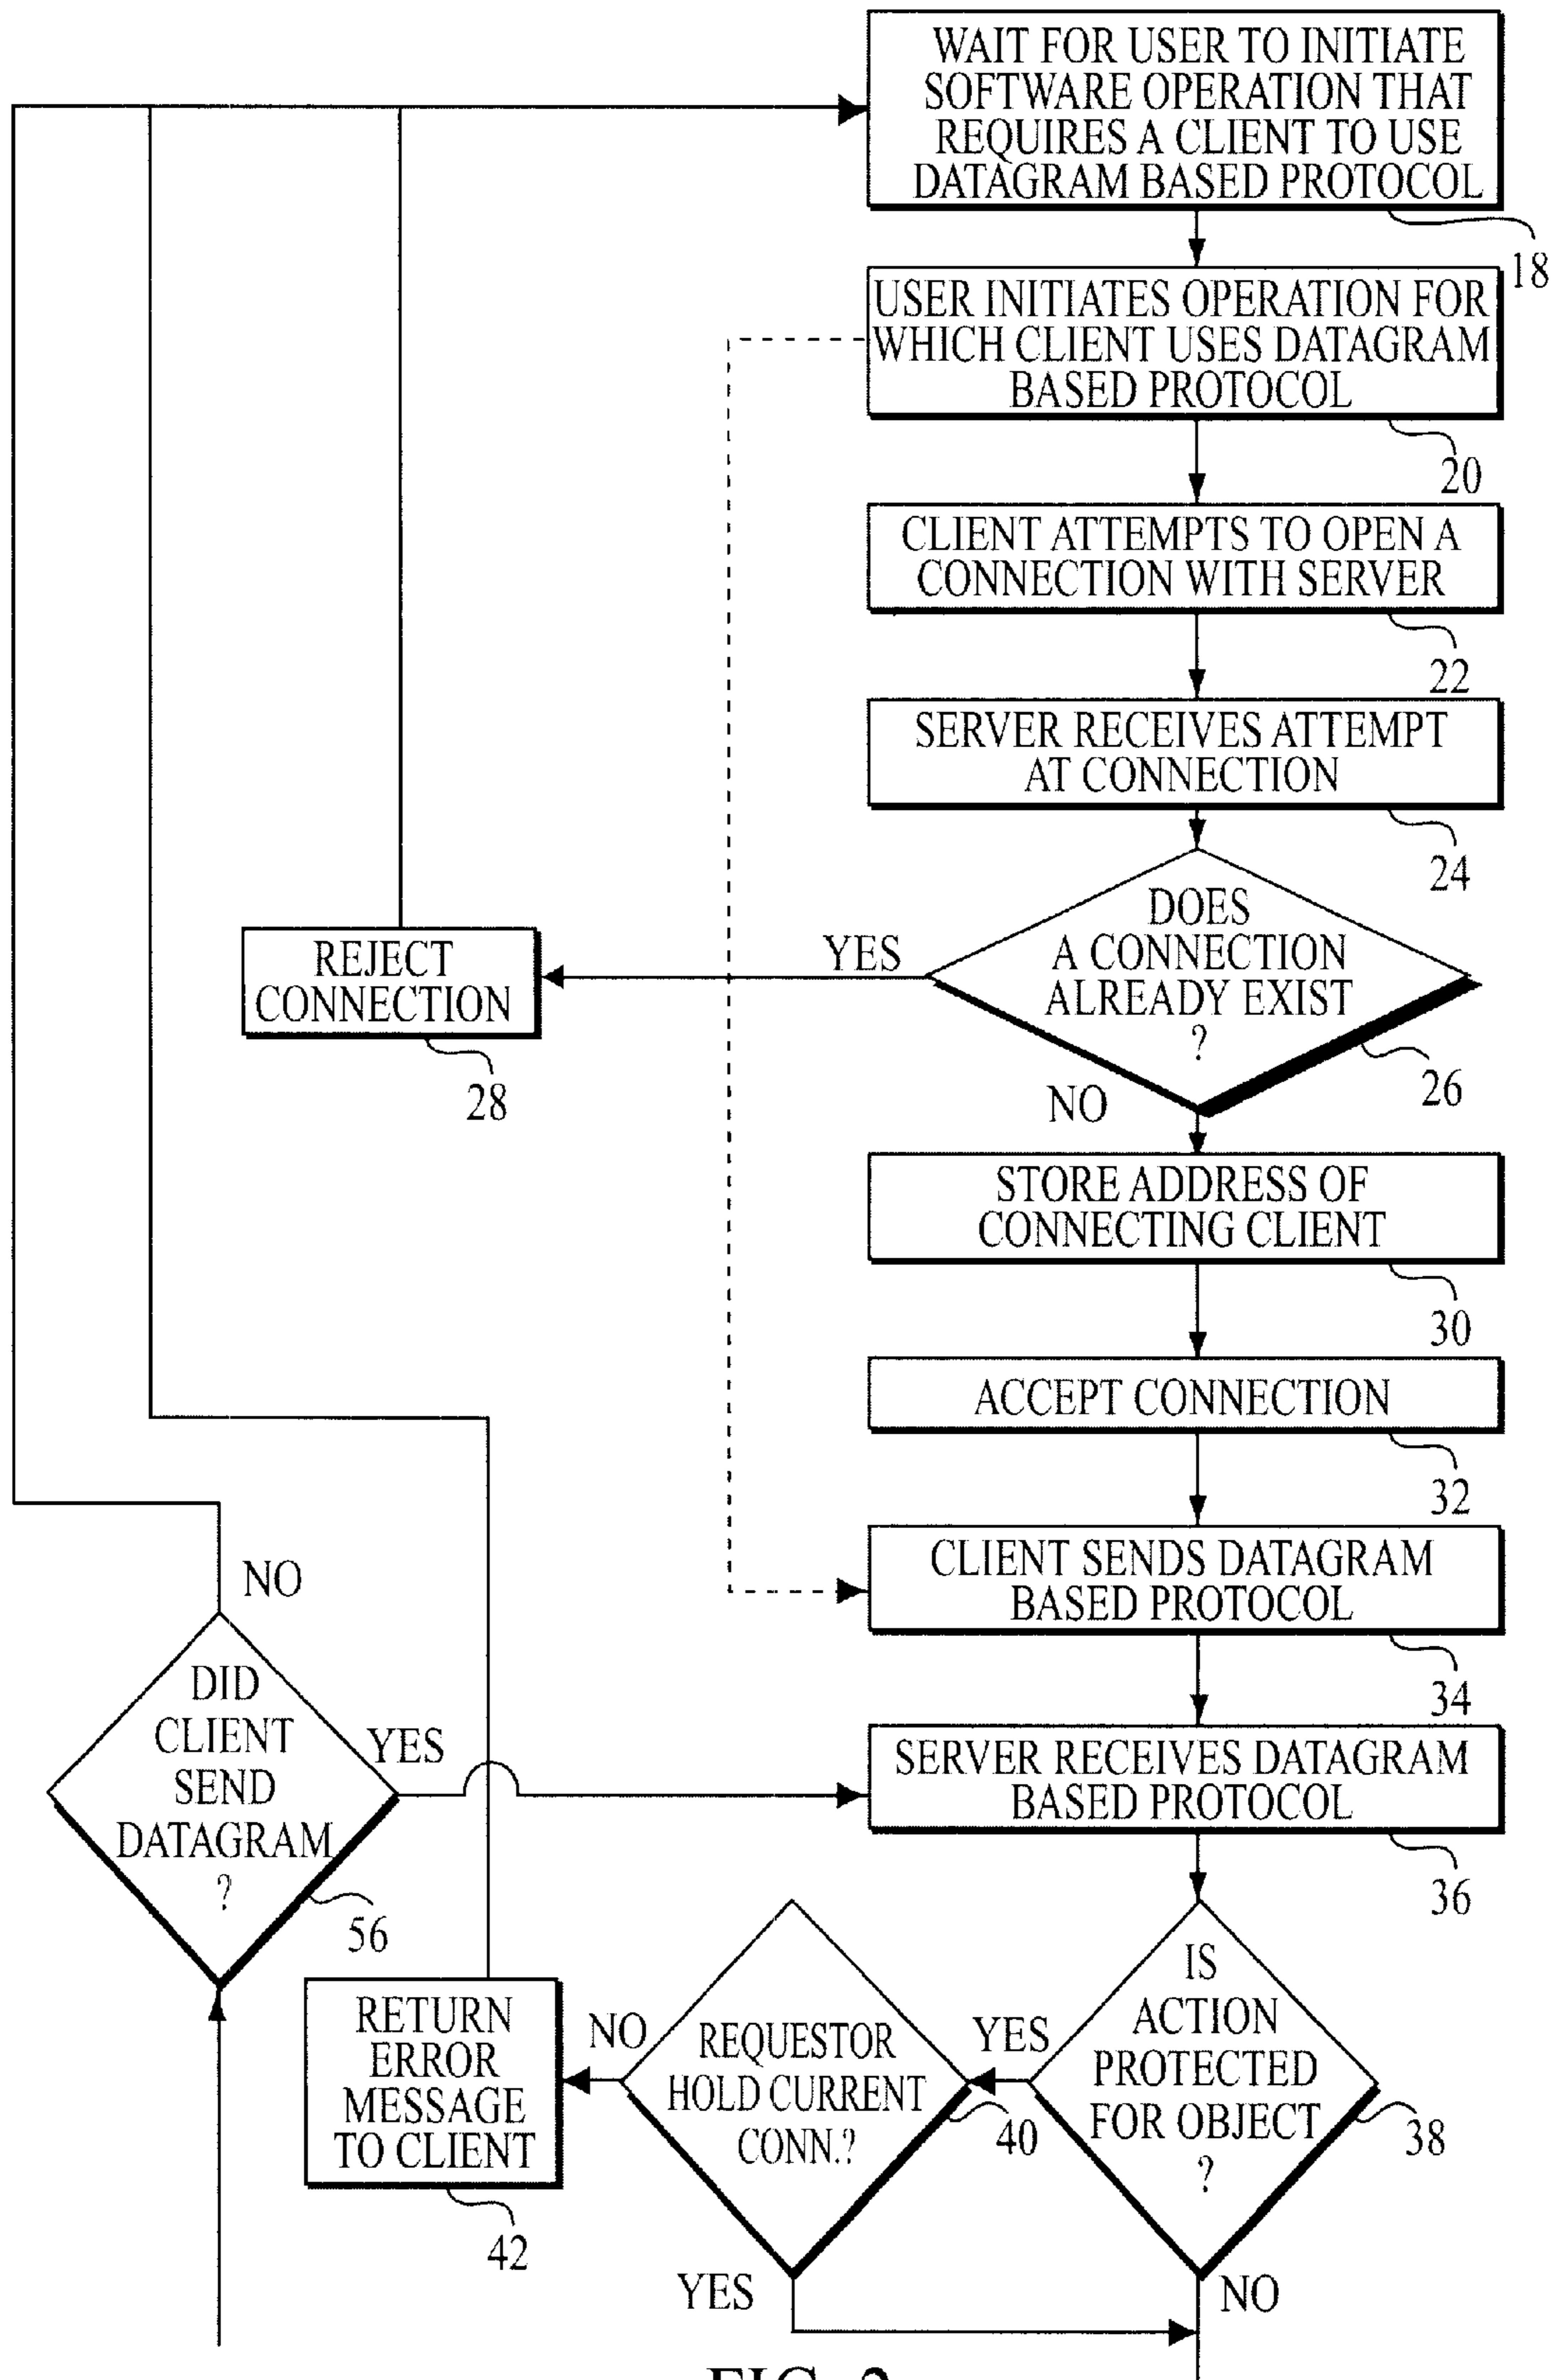 WAIT FOR USER TO INITIATE
SOFTWARE OPERATION THAT
REQUIRES A CLIENT TO USE
DATAGRAM BASED PROTOCOL
18
USER INITIATES OPERATION FOR
WHICH CLIENT USES DATAGRAM
BASED PROTOCOL
20
CLIENT ATTEMPTS TO OPEN A
CONNECTION WITH SERVER
22
SERVER RECEIVES ATTEMPT
AT CONNECTION
24
DOES
A CONNECTION
ALREADY EXIST
?
26
YES
REJECT
CONNECTION
28
NO
STORE ADDRESS OF
CONNECTING CLIENT
30
ACCEPT CONNECTION
32
CLIENT SENDS DATAGRAM
BASED PROTOCOL
34
NO
DID
CLIENT
SEND
DATAGRAM
?
56
YES
SERVER RECEIVES DATAGRAM
BASED PROTOCOL
36
IS
ACTION
PROTECTED
FOR OBJECT
?
38
YES
REQUESTOR
HOLD CURRENT
CONN.?
40
NO
RETURN
ERROR
MESSAGE
TO CLIENT
42
YES
NO
FIG. 2